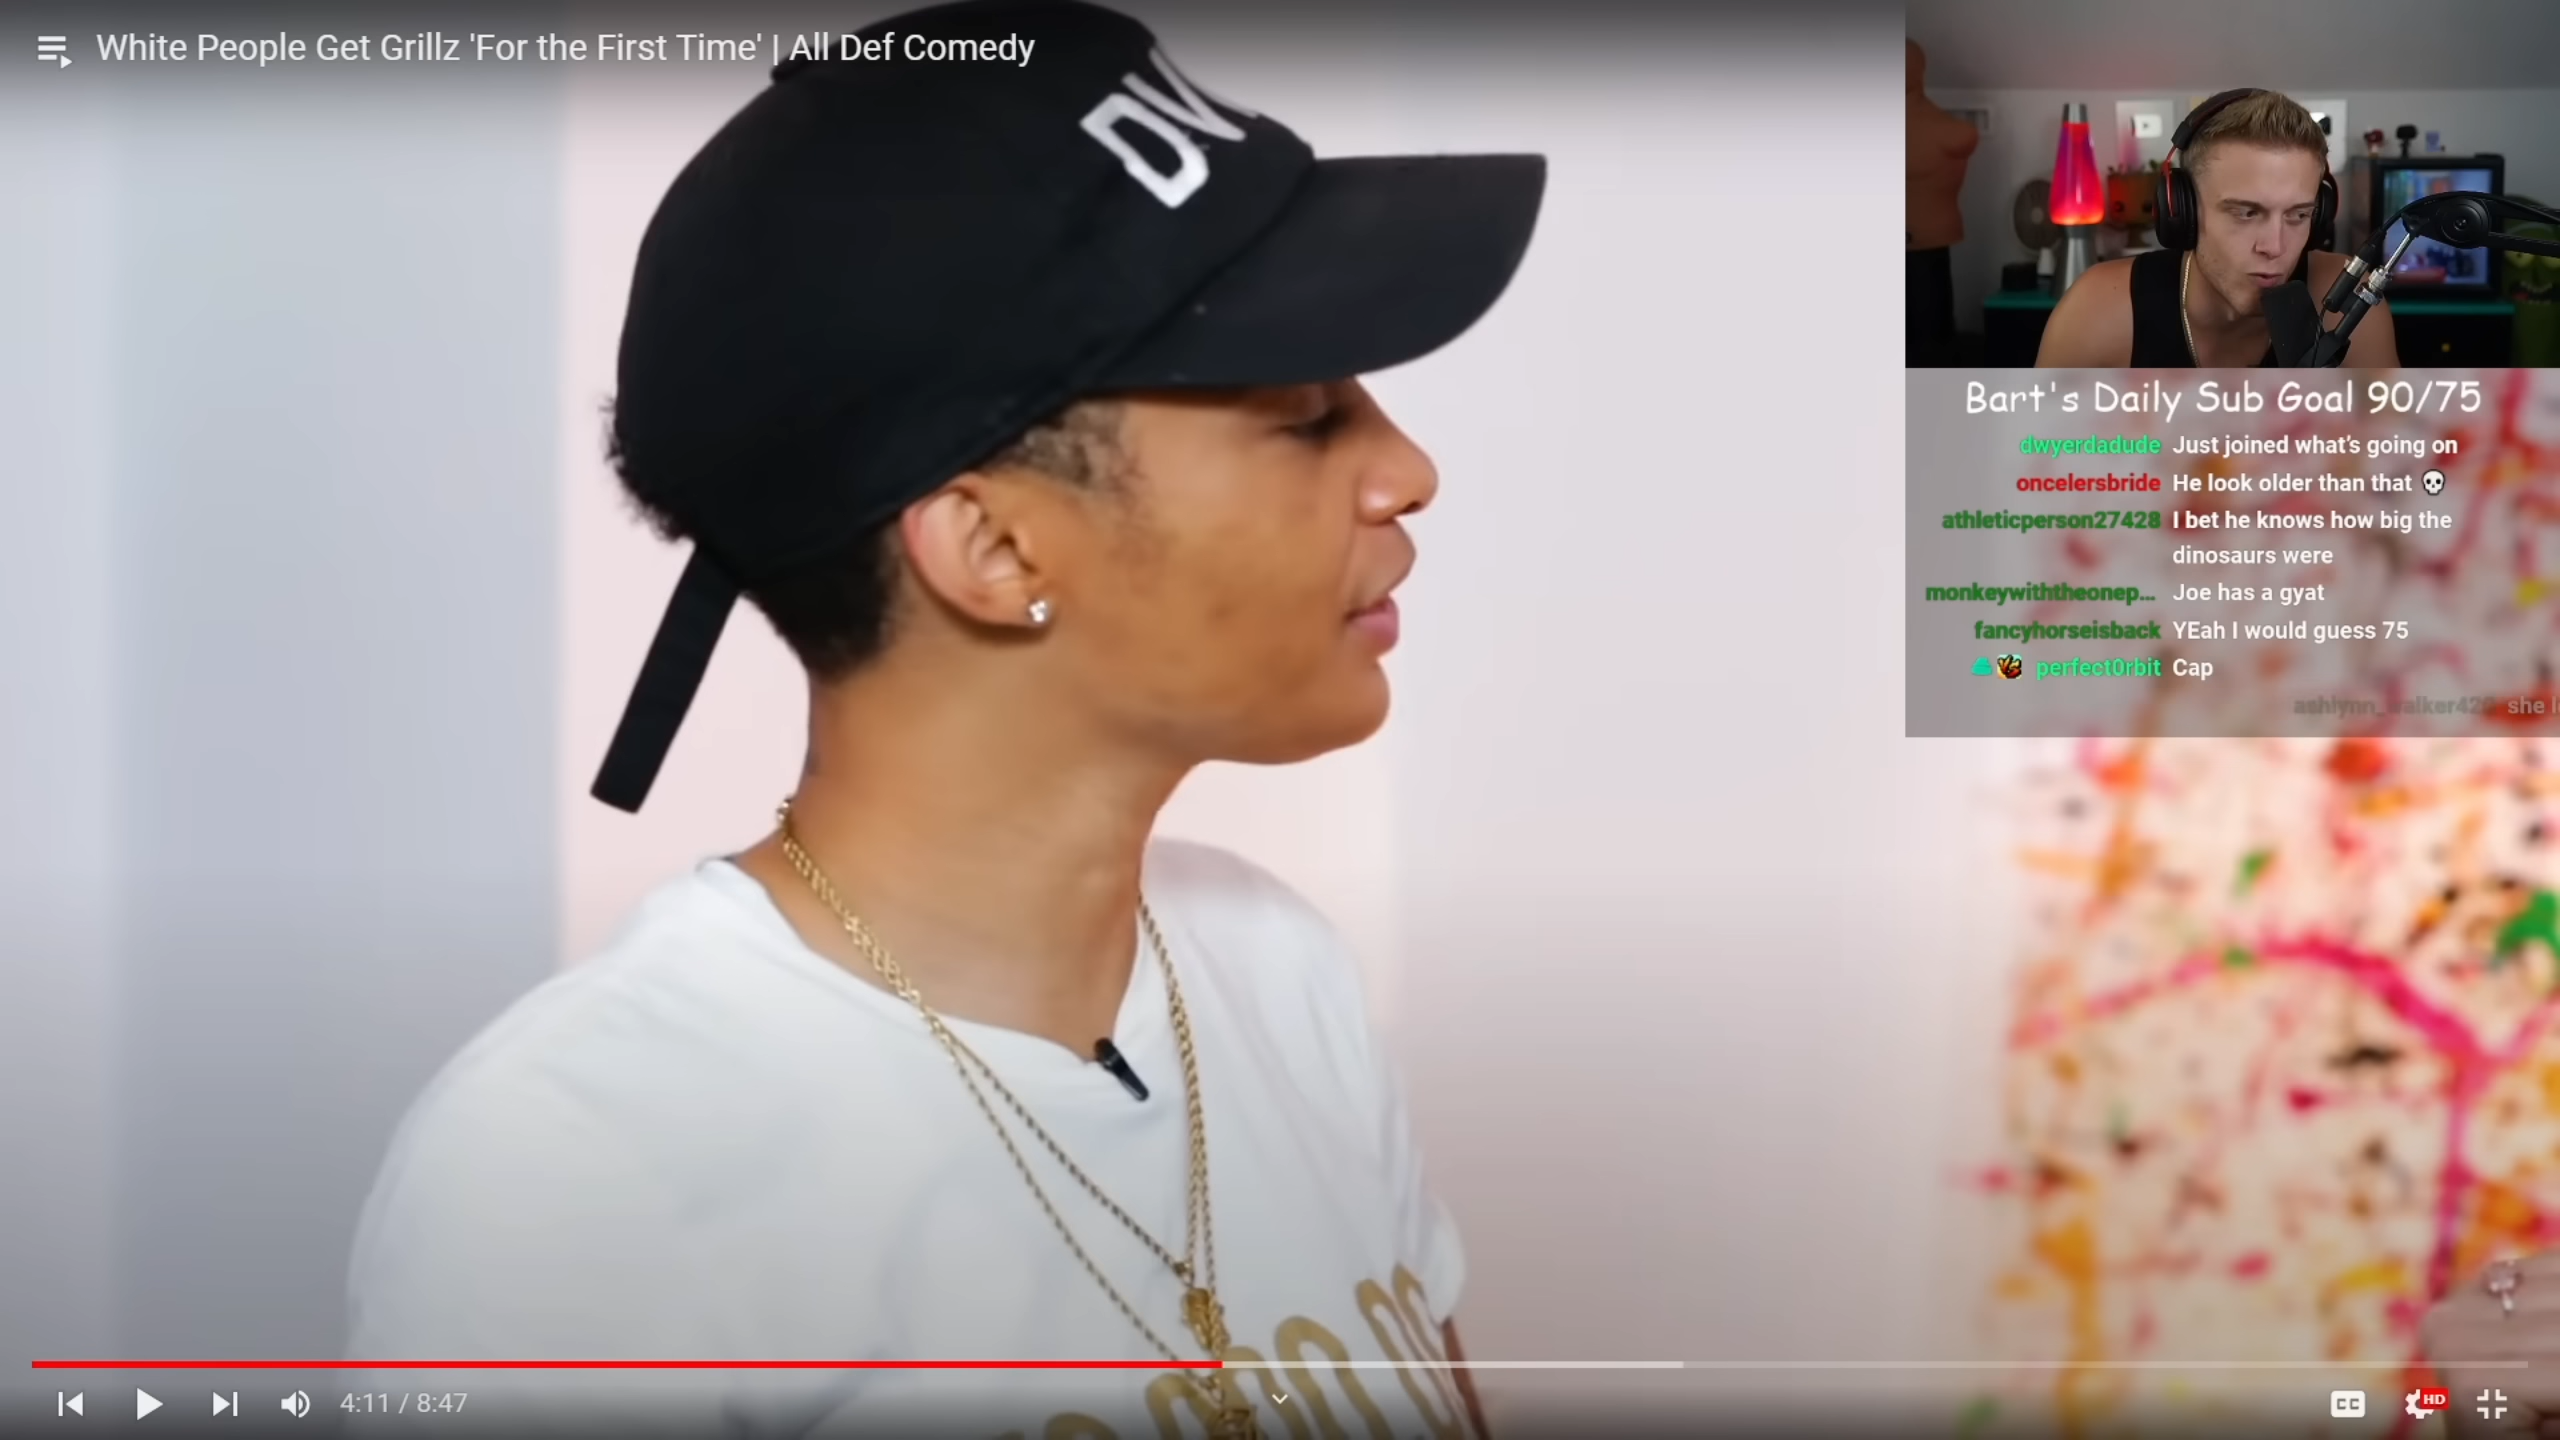 White People Get Grillz 'For the First Time' | All Def Comedy
Bart's Daily Sub Goal 90/75
dwyerdadude Just joined what's going on
oncelersbride He look older than that 💀
athleticperson27428 I bet he knows how big the
dinosaurs were
monkeywiththeonep... Joe has a gyat
fancyhorseisback YEah I would guess 75
perfect0rbit Cap
she
4:11 / 8:47
CC
HD